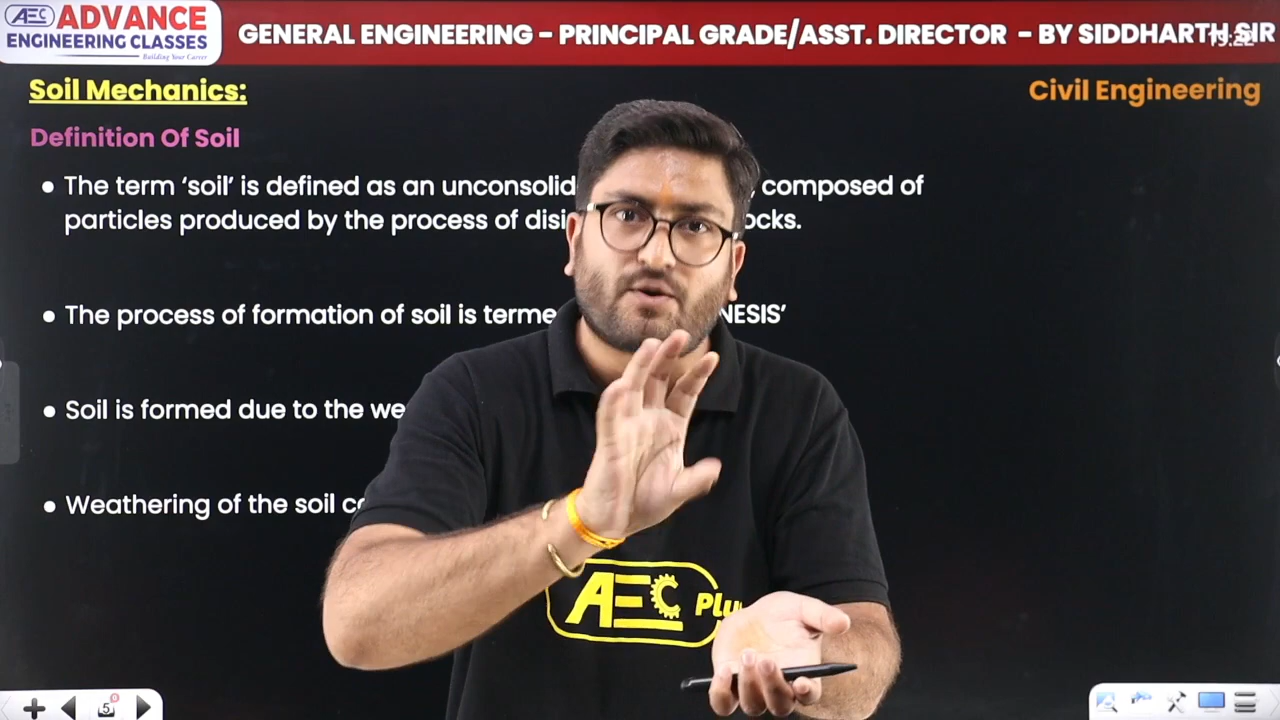 AEC ADVANCE
ENGINEERING CLASSES
Building Your Career
GENERAL ENGINEERING - PRINCIPAL GRADE/ASST. DIRECTOR - BY SIDDHARTH SIR
Soil Mechanics:
Civil Engineering
Definition Of Soil
• The term ‘soil’ is defined as an unconsolid composed of
particles produced by the process of disi ocks.
• The process of formation of soil is terme NESIS’
• Soil is formed due to the we
• Weathering of the soil co
AEC Plu
5